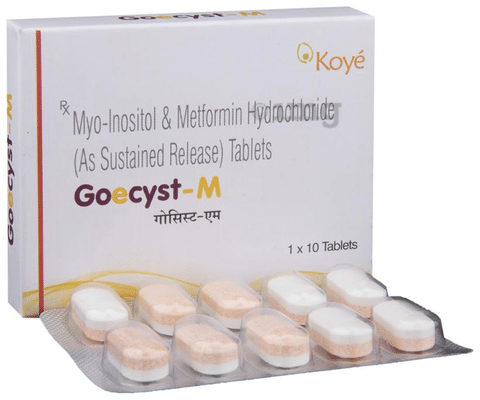 Koyé
Rx Myo-Inositol & Metformin Hydrochloride
(As Sustained Release) Tablets
Goecyst-M
गोसिस्ट-एम
1 x 10 Tablets
Goecyst-M